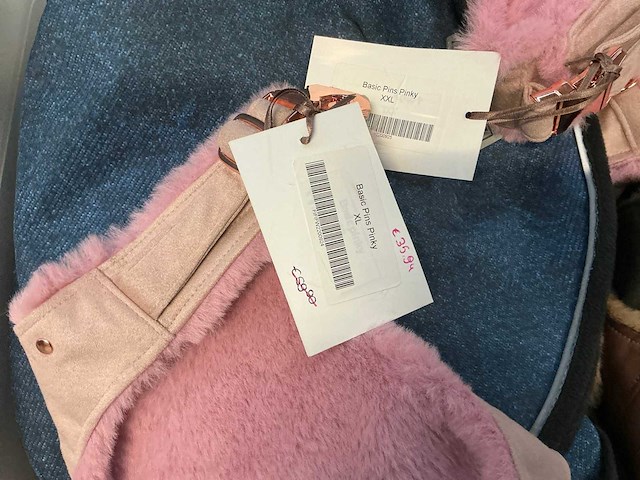 Basic Pins Pinky
XXL
Basic Pins Pinky
XL
€35,94